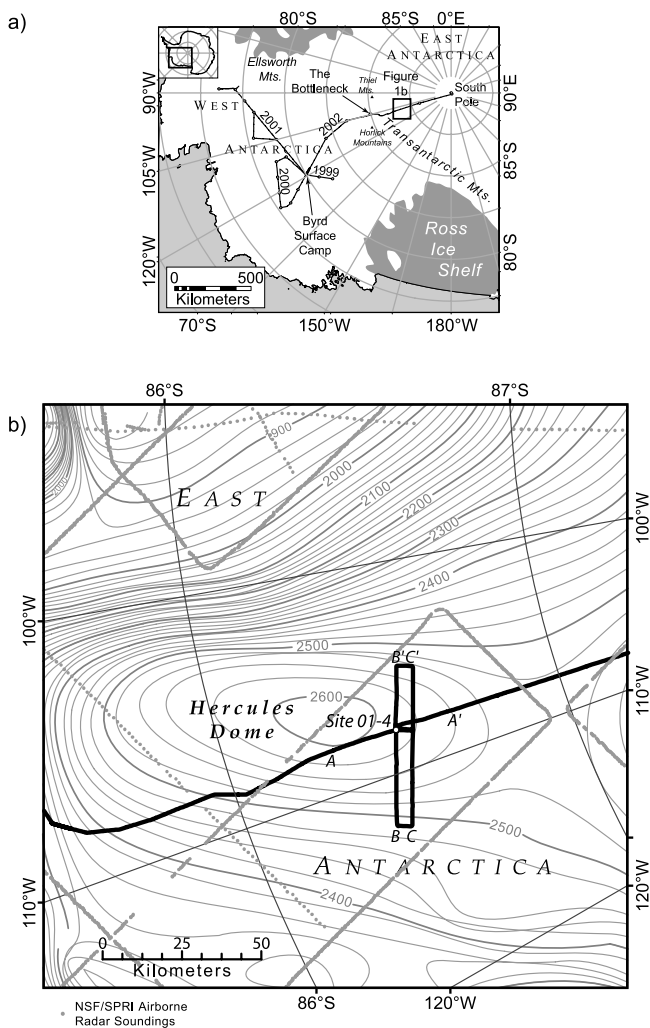 a)
80°S
85°S
0°E
EAST
ANTARCTICA
Ellsworth
Mts.
The
Bottleneck
Thiel
Mts.
Figure
1b
South
Pole
90°W
90°E
WEST
2001
2002
ANTARCTICA
Horlick
Mountains
Transantarctic Mts.
1999
2000
105°W
85°S
Byrd
Surface
Camp
Ross
Ice
Shelf
120°W
80°S
0 500
Kilometers
70°S
150°W
180°W
b)
86°S
87°S
1900
2000
2000
EAST
2100
2200
2300
2400
100°W
100°W
2500
B'C'
110°W
2600
Hercules
Dome
Site 01-4
A'
A
B C
2500
ANTARCTICA
2400
120°W
110°W
0 25 50
Kilometers
86°S
120°W
NSF/SPRI Airborne
Radar Soundings